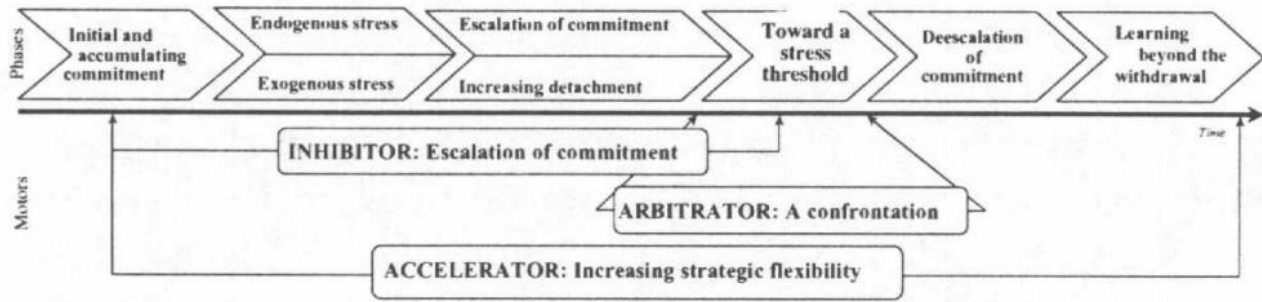 Phases
Initial and
accumulating
commitment
Endogenous stress
Exogenous stress
Escalation of commitment
Increasing detachment
Toward a
stress
threshold
Deescalation
of
commitment
Learning
beyond the
withdrawal
Time
Motors
INHIBITOR: Escalation of commitment
ARBITRATOR: A confrontation
ACCELERATOR: Increasing strategic flexibility